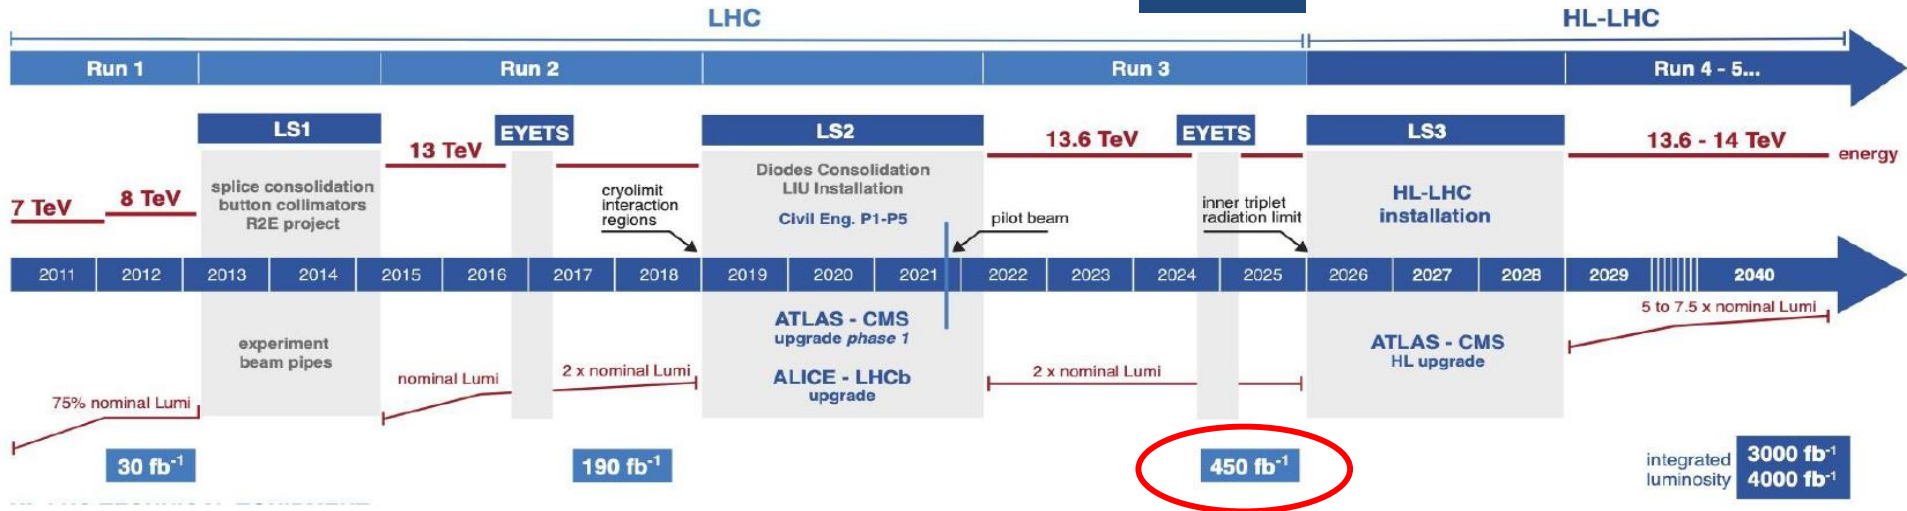 LHC
HL-LHC
Run 1
Run 2
Run 3
Run 4 - 5...
LS1
EYETS
LS2
13.6 TeV
EYETS
LS3
13.6 - 14 TeV
energy
13 TeV
7 TeV
8 TeV
splice consolidation
button collimators
R2E project
cryolimit
interaction
regions
Diodes Consolidation
LIU Installation
Civil Eng. P1-P5
pilot beam
inner triplet
radiation limit
HL-LHC
installation
2011
2012
2013
2014
2015
2016
2017
2018
2019
2020
2021
2022
2023
2024
2025
2026
2027
2028
2029
2040
75% nominal Lumi
experiment
beam pipes
nominal Lumi
2 x nominal Lumi
ATLAS - CMS
upgrade phase 1
ALICE - LHCb
upgrade
2 x nominal Lumi
ATLAS - CMS
HL upgrade
5 to 7.5 x nominal Lumi
30 fb⁻¹
190 fb⁻¹
450 fb⁻¹
integrated
luminosity
3000 fb⁻¹
4000 fb⁻¹